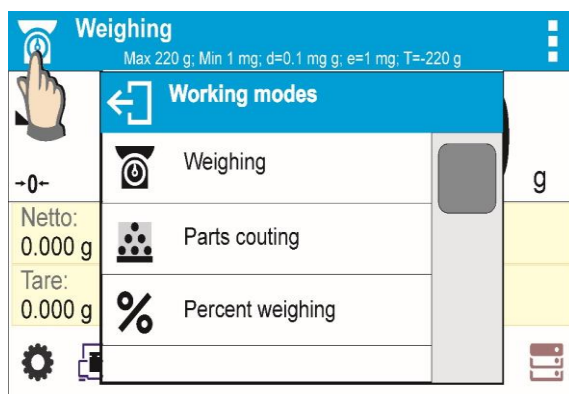 Weighing
Max 220 g; Min 1 mg; d=0.1 mg g; e=1 mg; T=-220 g
Working modes
Weighing
→0←
g
Netto:
0.000 g
Parts couting
Tare:
0.000 g
% Percent weighing